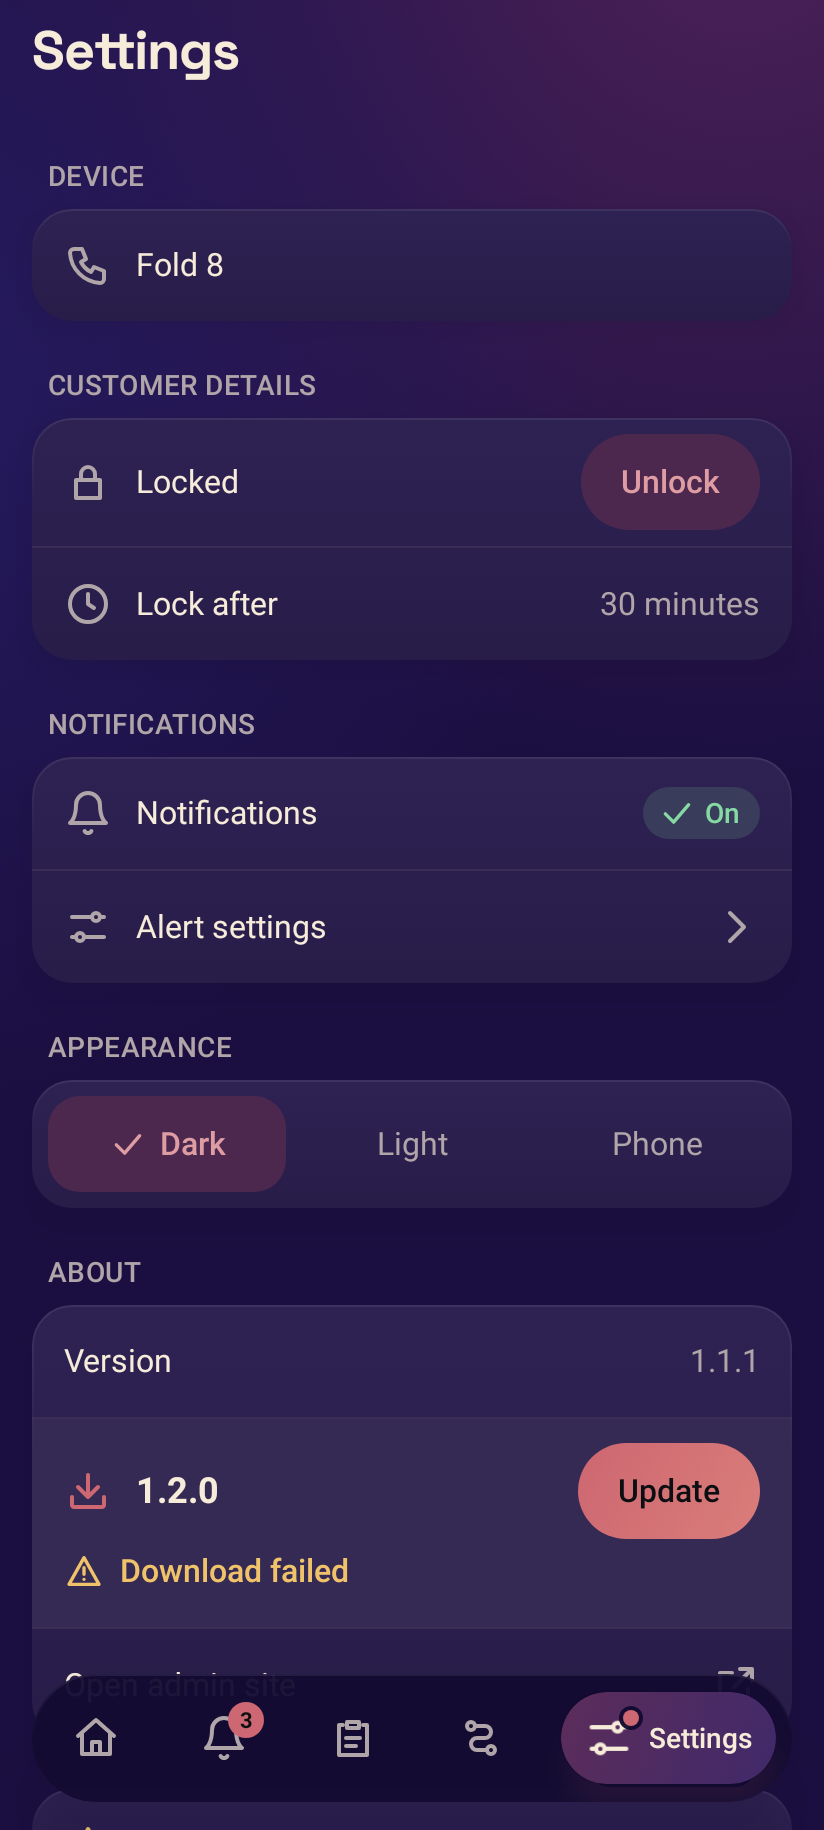 Settings
DEVICE
Fold 8
CUSTOMER DETAILS
Locked
Unlock
Lock after
30 minutes
NOTIFICATIONS
Notifications
On
Alert settings
APPEARANCE
Dark
Light
Phone
ABOUT
Version
1.1.1
1.2.0
Update
Download failed
Open admin site
3
Settings